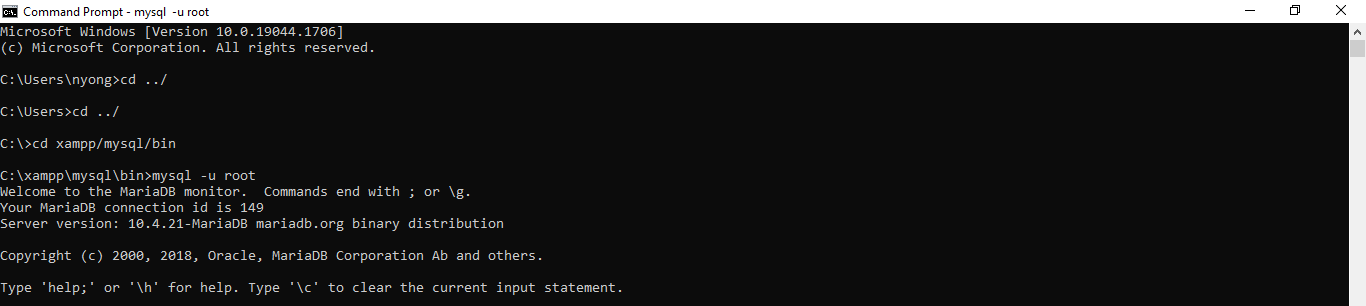 Command Prompt - mysql  -u root
Microsoft Windows [Version 10.0.19044.1706]
(c) Microsoft Corporation. All rights reserved.
C:\Users\nyong>cd ../
C:\Users>cd ../
C:\>cd xampp/mysql/bin
C:\xampp\mysql\bin>mysql -u root
Welcome to the MariaDB monitor.  Commands end with ; or \g.
Your MariaDB connection id is 149
Server version: 10.4.21-MariaDB mariadb.org binary distribution
Copyright (c) 2000, 2018, Oracle, MariaDB Corporation Ab and others.
Type 'help;' or '\h' for help. Type '\c' to clear the current input statement.